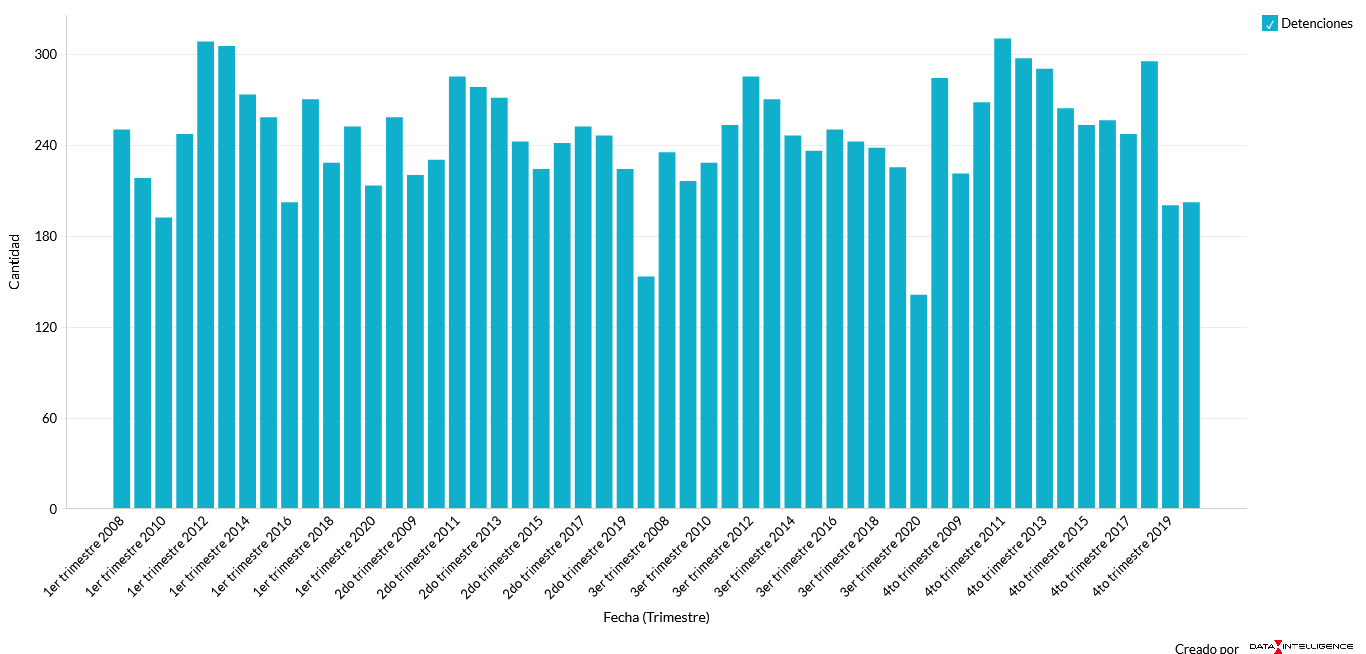 Detenciones
300
240
180
120
60
0
Cantidad
1er trimestre 2008
1er trimestre 2010
1er trimestre 2012
1er trimestre 2014
1er trimestre 2016
1er trimestre 2018
1er trimestre 2020
2do trimestre 2009
2do trimestre 2011
2do trimestre 2013
2do trimestre 2015
2do trimestre 2017
2do trimestre 2019
3er trimestre 2008
3er trimestre 2010
3er trimestre 2012
3er trimestre 2014
3er trimestre 2016
3er trimestre 2018
3er trimestre 2020
4to trimestre 2009
4to trimestre 2011
4to trimestre 2013
4to trimestre 2015
4to trimestre 2017
4to trimestre 2019
Fecha (Trimestre)
Creado por DATA INTELLIGENCE